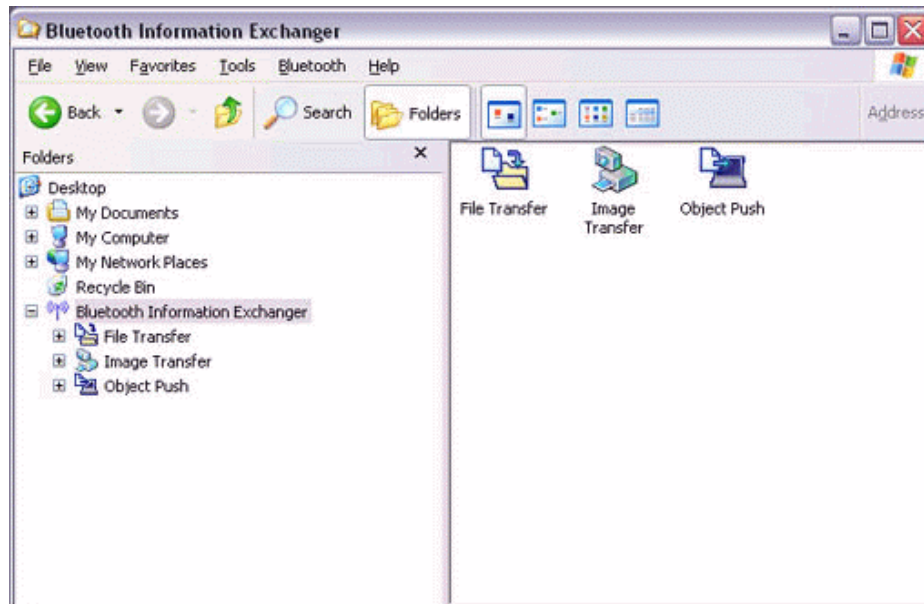 Bluetooth Information Exchanger
File View Favorites Tools Bluetooth Help
Back Search Folders Address
Folders
Desktop
My Documents
My Computer
My Network Places
Recycle Bin
Bluetooth Information Exchanger
File Transfer
Image Transfer
Object Push
File Transfer
Image
Transfer
Object Push